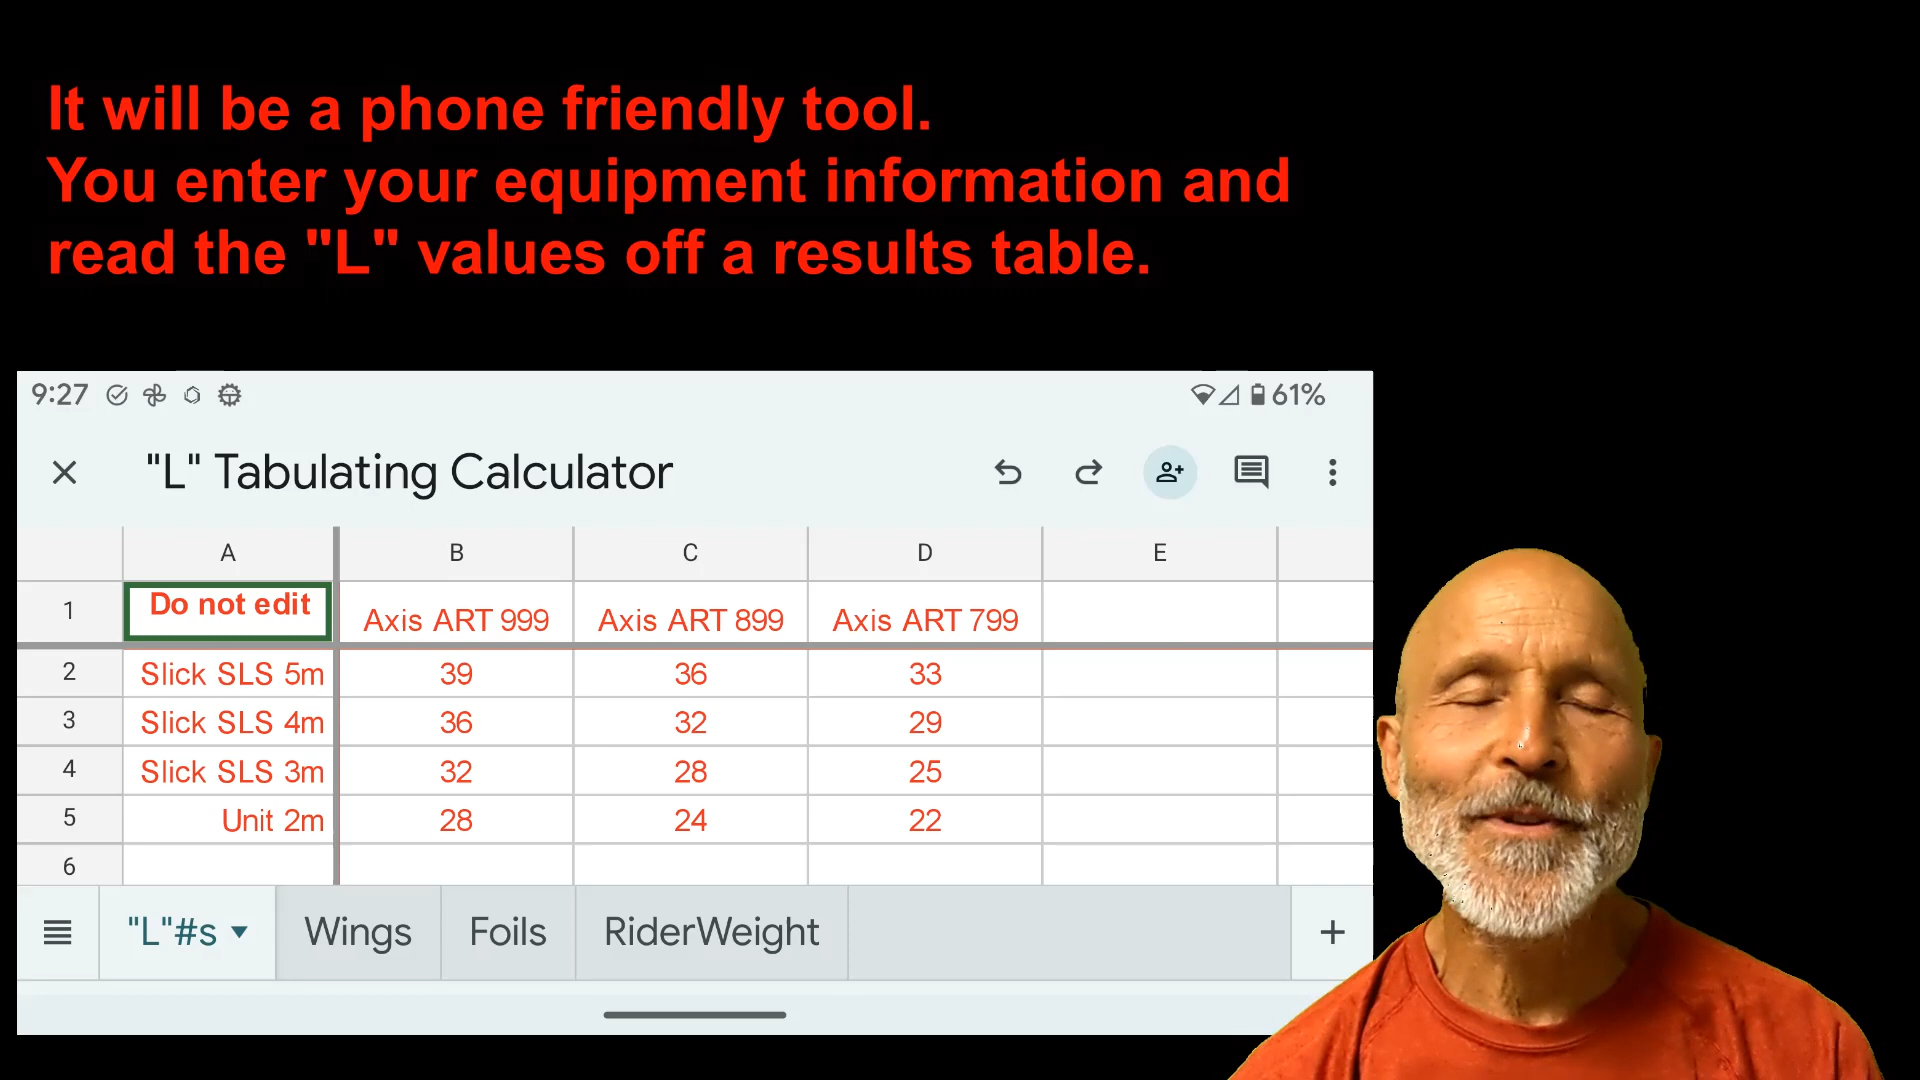 It will be a phone friendly tool.
You enter your equipment information and
read the "L" values off a results table.
9:27 61%
"L" Tabulating Calculator
A B C D E
1 Do not edit Axis ART 999 Axis ART 899 Axis ART 799
2 Slick SLS 5m 39 36 33
3 Slick SLS 4m 36 32 29
4 Slick SLS 3m 32 28 25
5 Unit 2m 28 24 22
6
"L"#s Wings Foils RiderWeight +